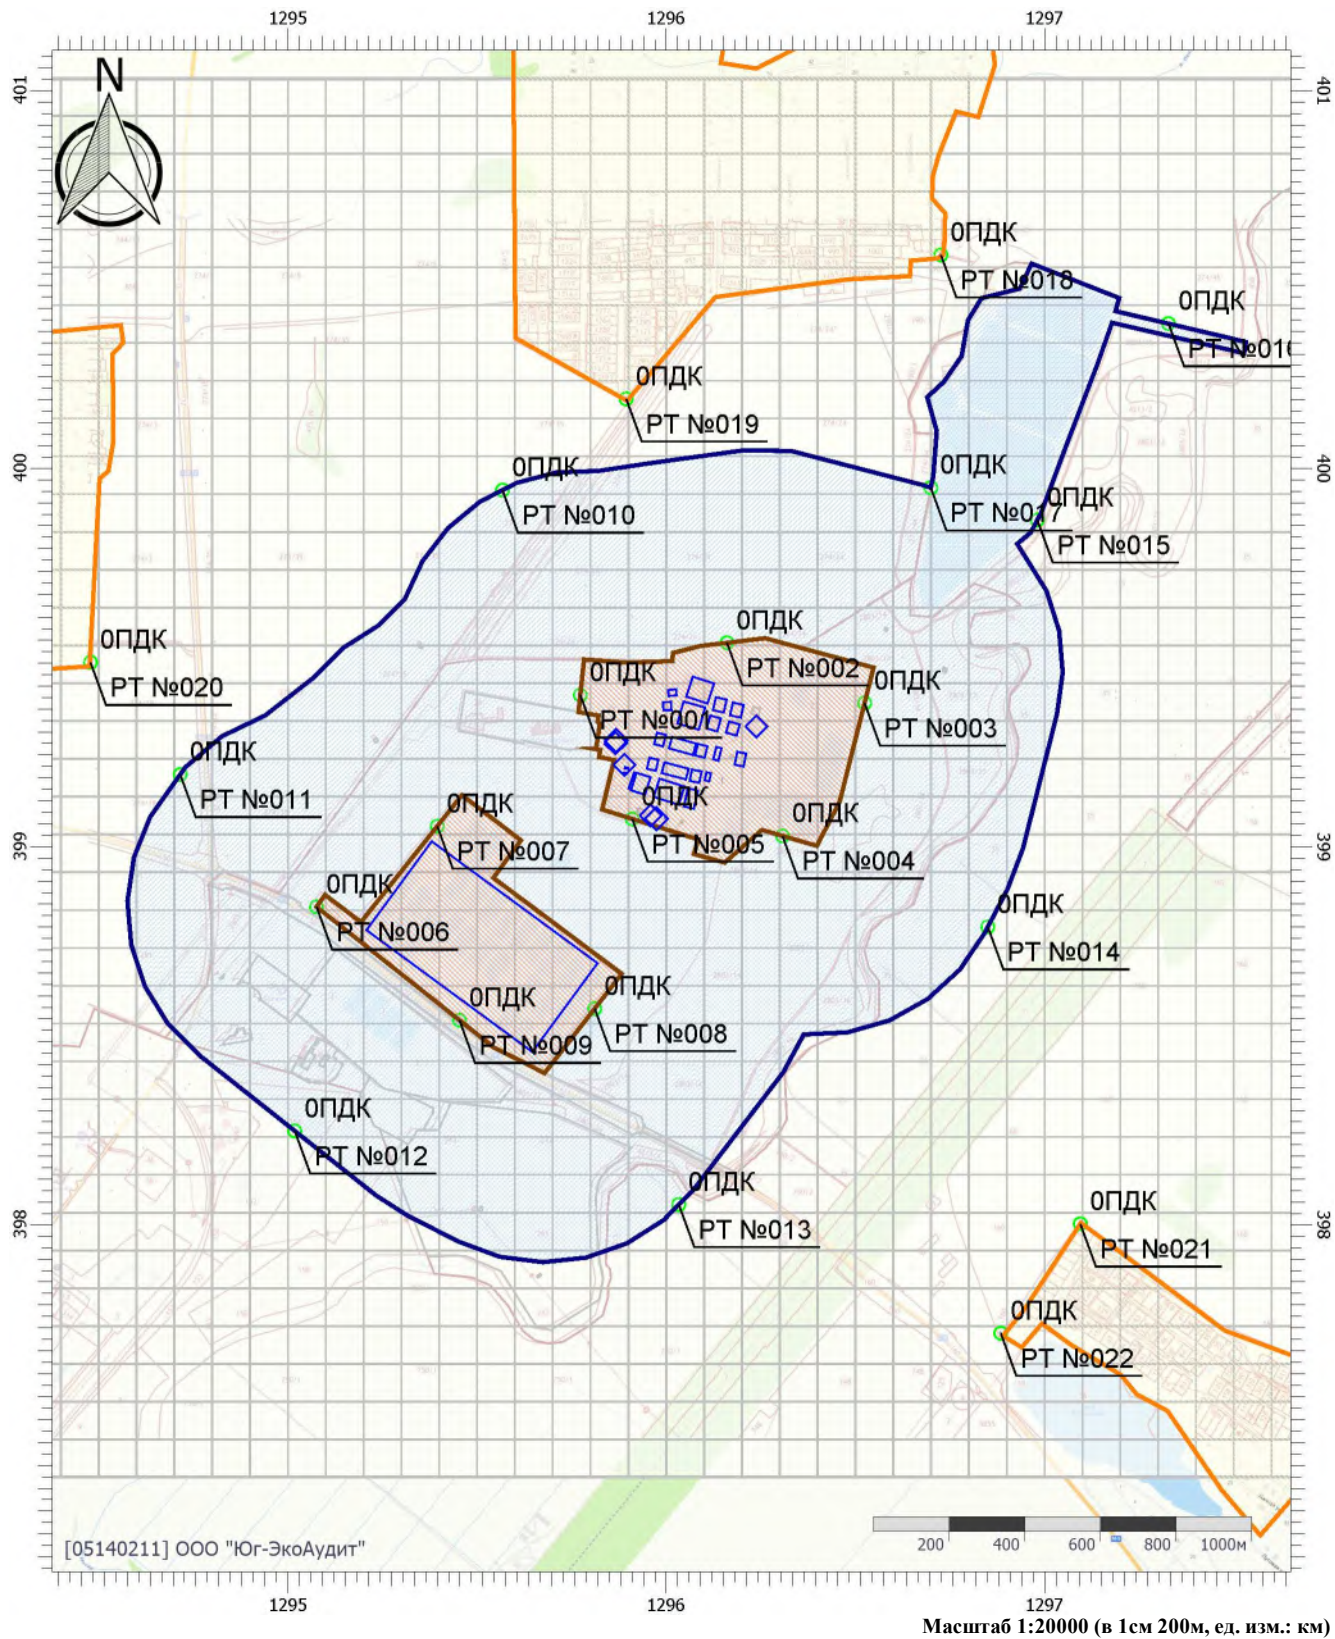 1295 1296 1297
401 401
N
0ПДК
РТ №018
0ПДК
РТ №016
0ПДК
РТ №019
400 400
0ПДК
РТ №010
0ПДК
РТ №017
0ПДК
РТ №015
0ПДК
РТ №002
0ПДК
РТ №020
0ПДК
РТ №001
0ПДК
РТ №003
0ПДК
РТ №011
0ПДК
РТ №005
0ПДК
РТ №007
0ПДК
РТ №004
399 399
0ПДК
РТ №006
0ПДК
РТ №014
0ПДК
РТ №008
0ПДК
РТ №009
0ПДК
РТ №012
0ПДК
РТ №013
398 398
0ПДК
РТ №021
0ПДК
РТ №022
[05140211] ООО "Юг-ЭкоАудит"
200 400 600 800 1000м
1295 1296 1297
Масштаб 1:20000 (в 1см 200м, ед. изм.: км)